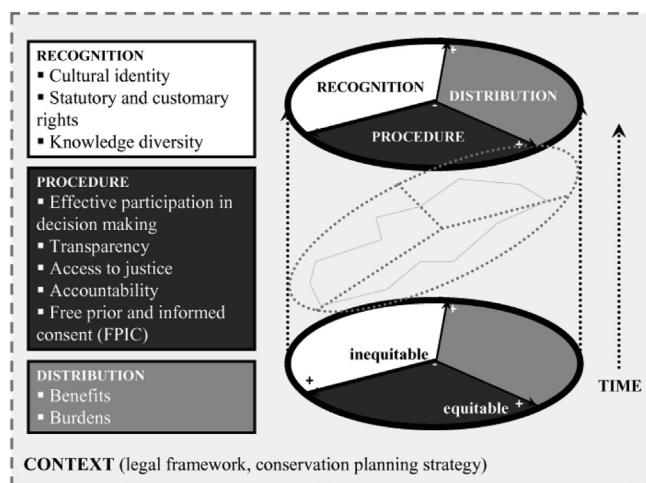 RECOGNITION
▪ Cultural identity
▪ Statutory and customary
rights
▪ Knowledge diversity
PROCEDURE
▪ Effective participation in
decision making
▪ Transparency
▪ Access to justice
▪ Accountability
▪ Free prior and informed
consent (FPIC)
DISTRIBUTION
▪ Benefits
▪ Burdens
+
RECOGNITION
DISTRIBUTION
-
PROCEDURE
+
+
inequitable
-
+
equitable +
TIME
CONTEXT (legal framework, conservation planning strategy)